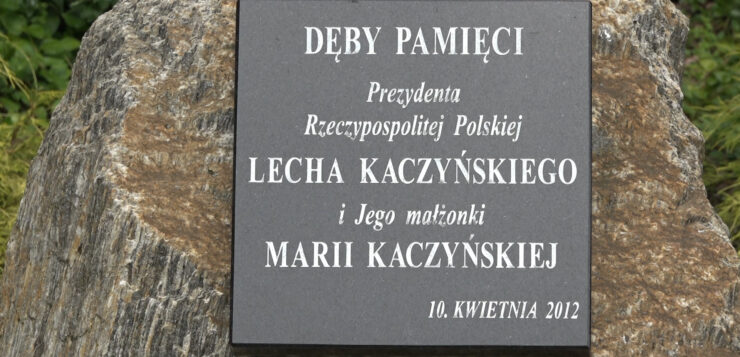 DĘBY PAMIĘCI
Prezydenta
Rzeczypospolitej Polskiej
LECHA KACZYŃSKIEGO
i Jego małżonki
MARII KACZYŃSKIEJ
10. KWIETNIA 2012